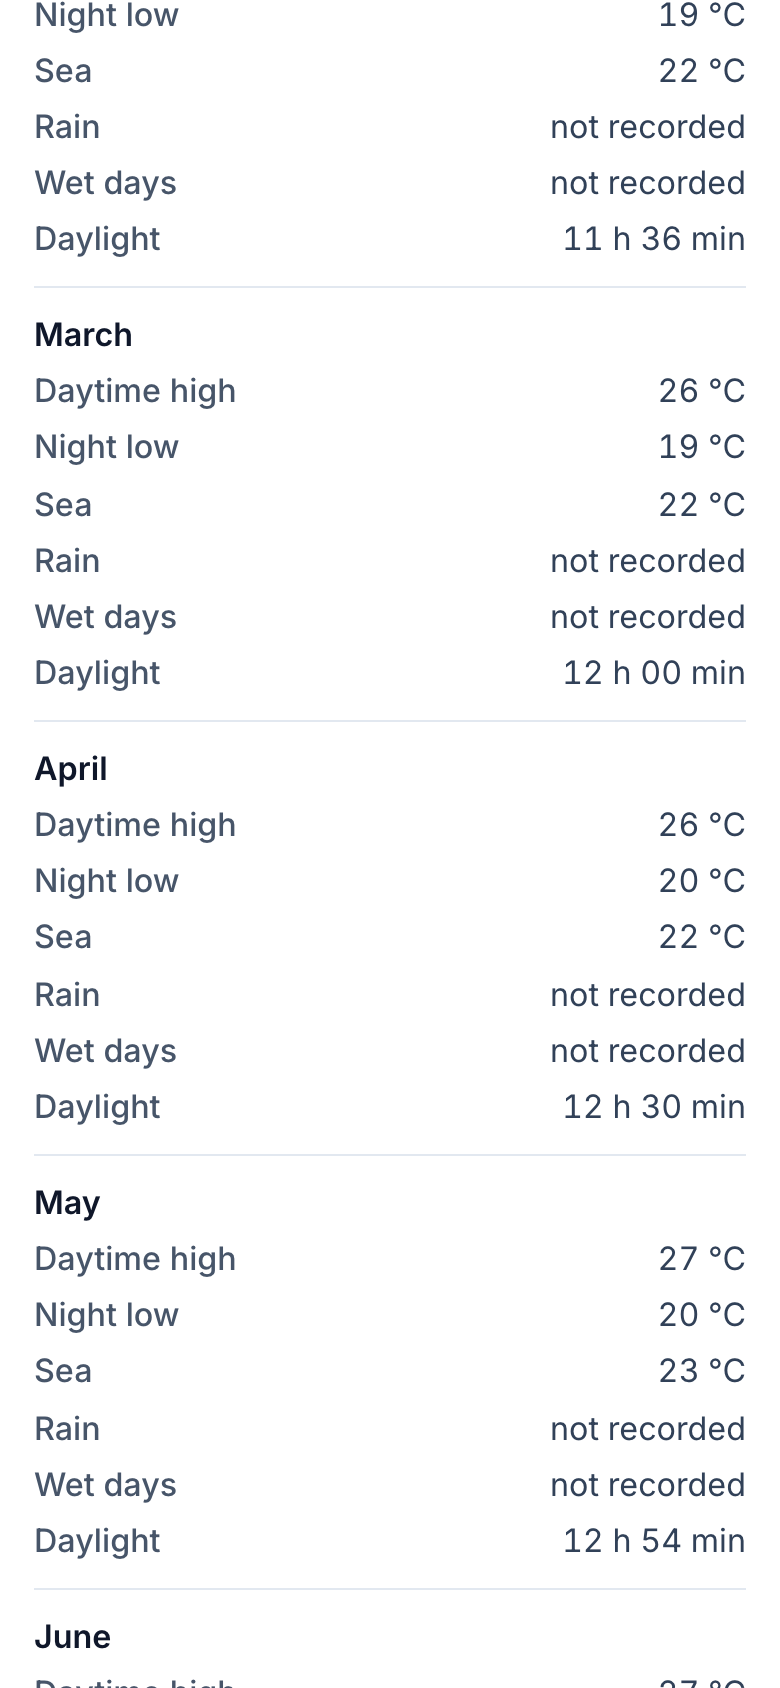 Night low 19 °C
Sea 22 °C
Rain not recorded
Wet days not recorded
Daylight 11 h 36 min
March
Daytime high 26 °C
Night low 19 °C
Sea 22 °C
Rain not recorded
Wet days not recorded
Daylight 12 h 00 min
April
Daytime high 26 °C
Night low 20 °C
Sea 22 °C
Rain not recorded
Wet days not recorded
Daylight 12 h 30 min
May
Daytime high 27 °C
Night low 20 °C
Sea 23 °C
Rain not recorded
Wet days not recorded
Daylight 12 h 54 min
June
Daytime high 27 °C